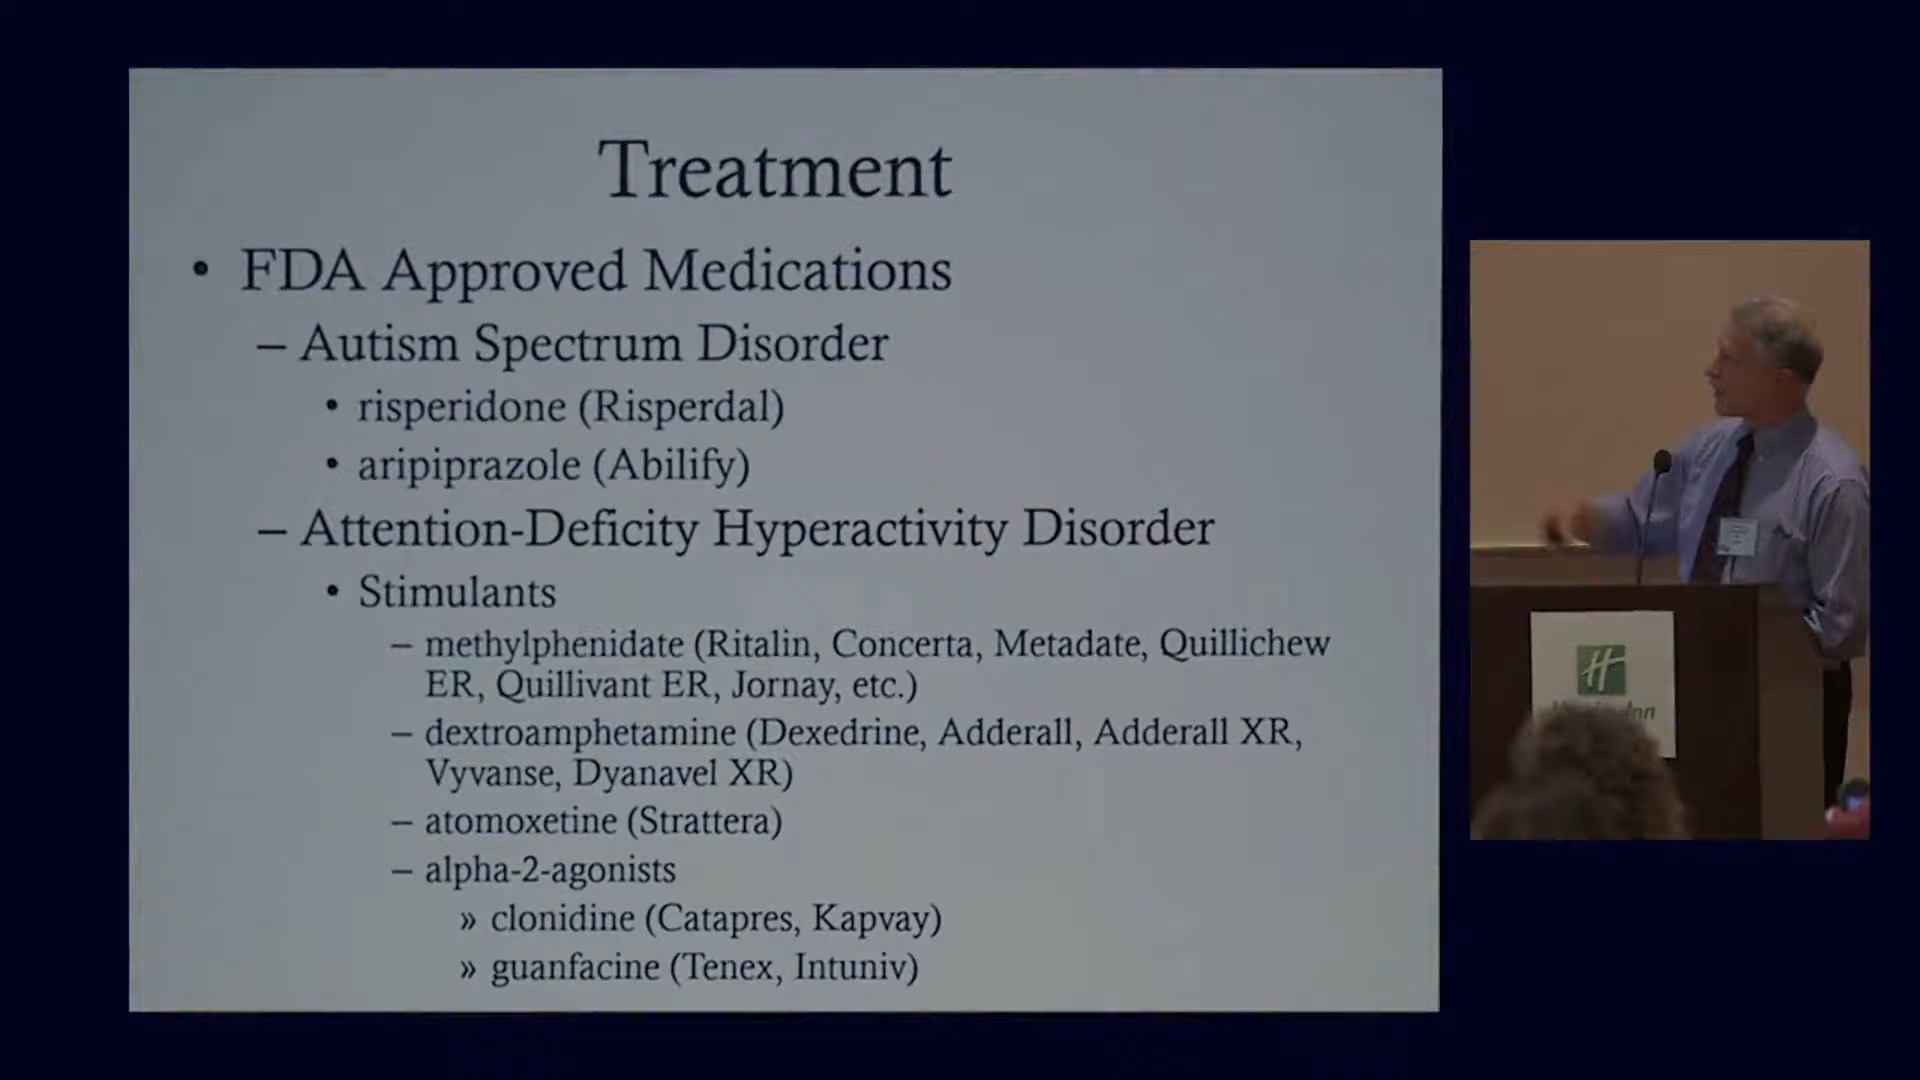 Treatment
• FDA Approved Medications
– Autism Spectrum Disorder
• risperidone (Risperdal)
• aripiprazole (Abilify)
– Attention-Deficity Hyperactivity Disorder
• Stimulants
– methylphenidate (Ritalin, Concerta, Metadate, Quillichew
ER, Quillivant ER, Jornay, etc.)
– dextroamphetamine (Dexedrine, Adderall, Adderall XR,
Vyvanse, Dyanavel XR)
– atomoxetine (Strattera)
– alpha-2-agonists
» clonidine (Catapres, Kapvay)
» guanfacine (Tenex, Intuniv)
H
Inn